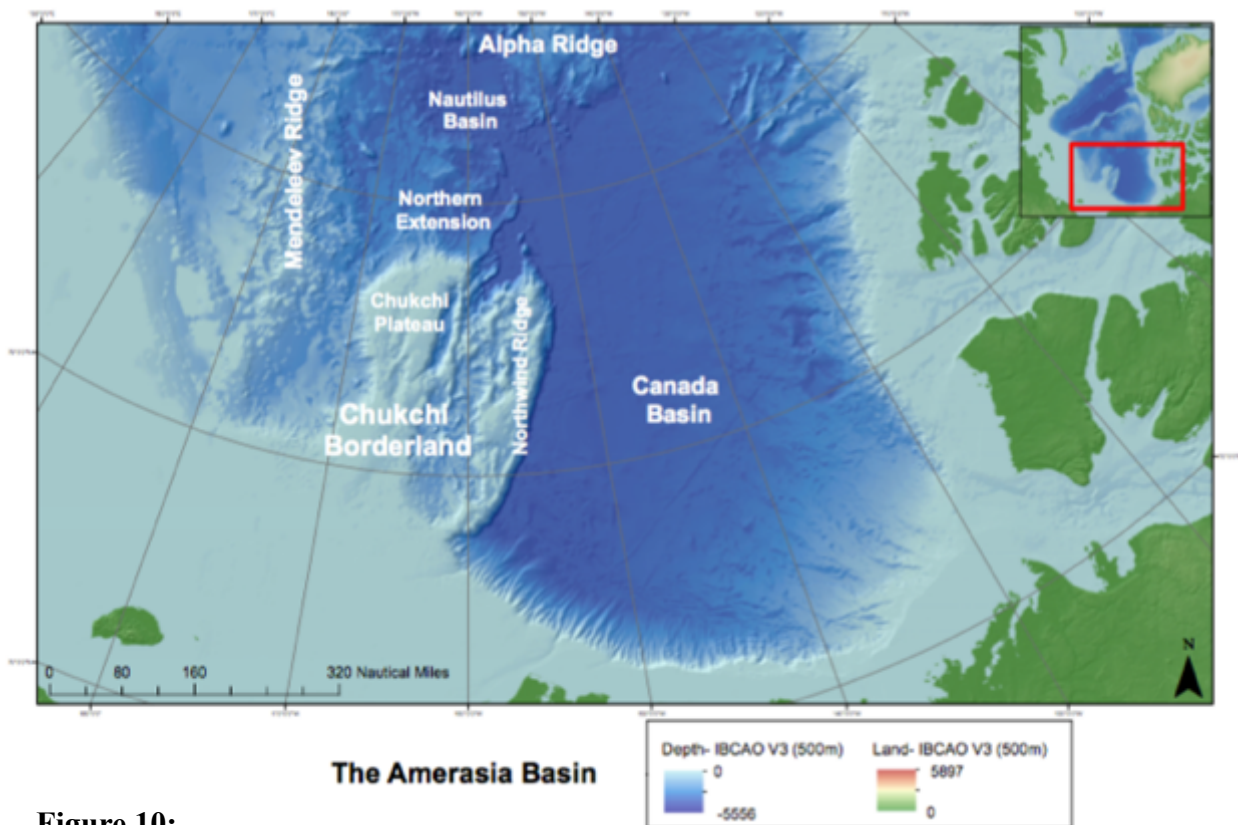 Alpha Ridge
Nautilus
Basin
Mendeleev Ridge
Northern
Extension
Chukchi
Plateau
Northwind Ridge
Canada
Basin
Chukchi
Borderland
N
0 80 160 320 Nautical Miles
The Amerasia Basin
Depth- IBCAO V3 (500m)
0
-5556
Land- IBCAO V3 (500m)
5897
0
Figure 10: